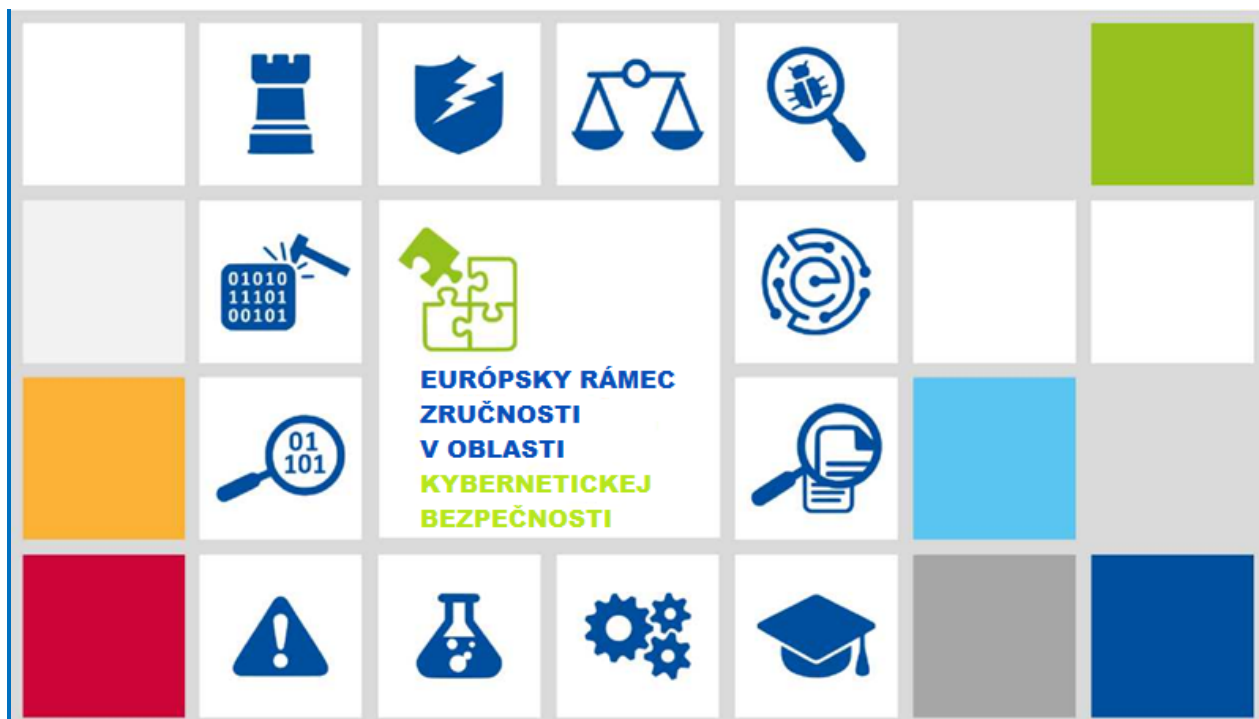 01010
11101
00101
EURÓPSKY RÁMEC
ZRUČNOSTI
V OBLASTI
KYBERNETICKEJ
BEZPEČNOSTI
01
101